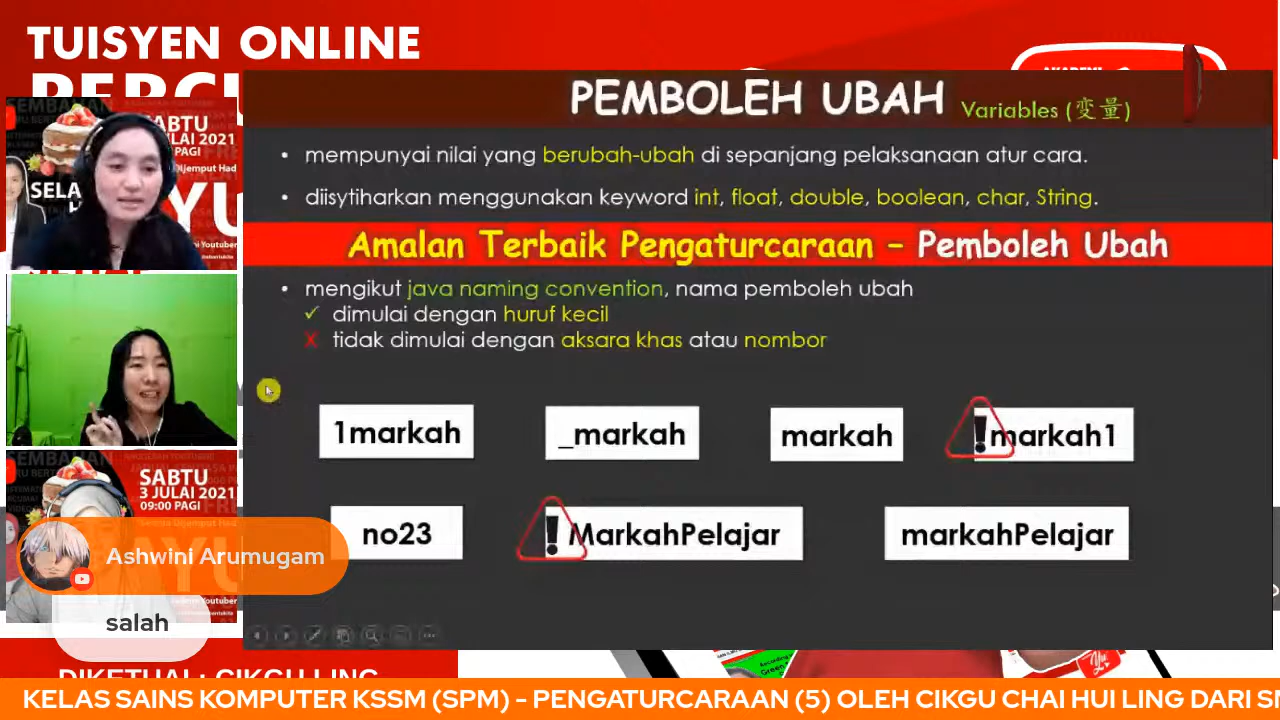 TUISYEN ONLINE
PEMBOLEH UBAH Variables (变量)
• mempunyai nilai yang berubah-ubah di sepanjang pelaksanaan atur cara.
• diisytiharkan menggunakan keyword int, float, double, boolean, char, String.
Amalan Terbaik Pengaturcaraan – Pemboleh Ubah
• mengikut java naming convention, nama pemboleh ubah
✓ dimulai dengan huruf kecil
X tidak dimulai dengan aksara khas atau nombor
1markah
_markah
markah
! markah1
no23
! MarkahPelajar
markahPelajar
SABTU
PAGI
SABTU
3 JULAI 2021
09:00 PAGI
Ashwini Arumugam
salah
KELAS SAINS KOMPUTER KSSM (SPM) - PENGATURCARAAN (5) OLEH CIKGU CHAI HUI LING DARI